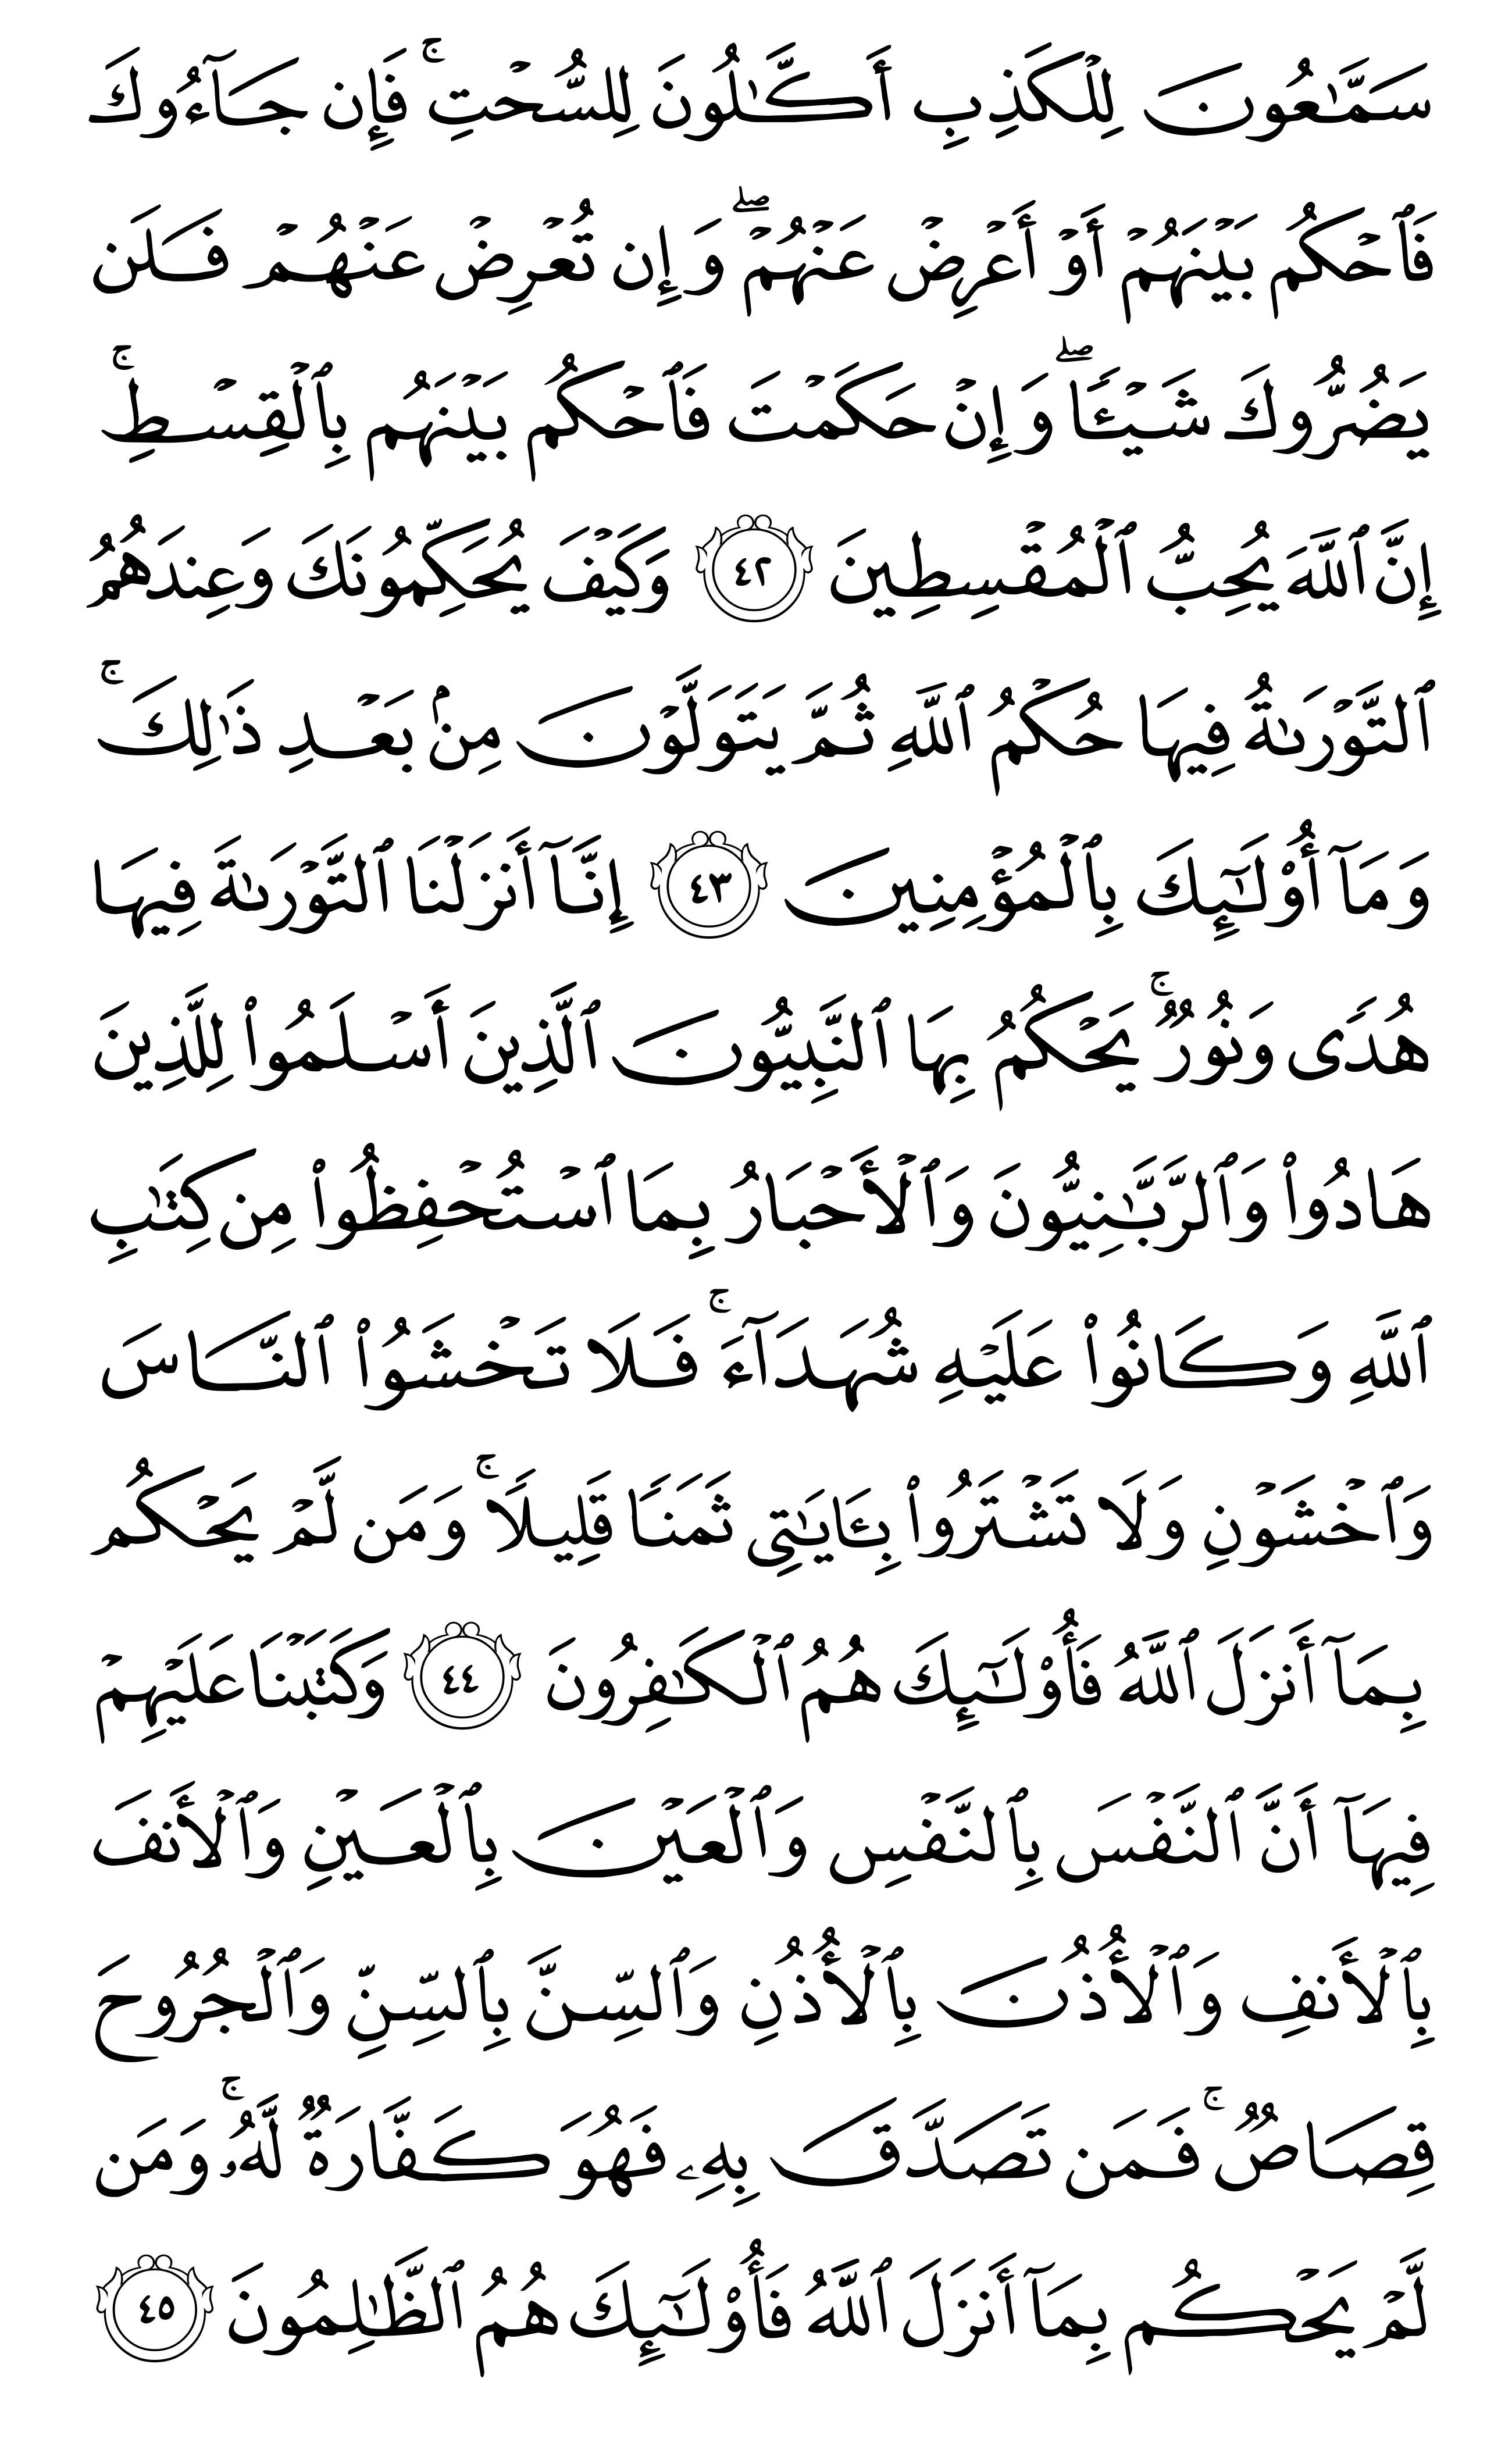 سَمَّٰعُونَ لِلۡكَذِبِ أَكَّٰلُونَ لِلسُّحۡتِۚ فَإِن جَآءُوكَ
فَٱحۡكُم بَيۡنَهُمۡ أَوۡ أَعۡرِضۡ عَنۡهُمۡۖ وَإِن تُعۡرِضۡ عَنۡهُمۡ فَلَن
يَضُرُّوكَ شَيۡـٔٗاۖ وَإِنۡ حَكَمۡتَ فَٱحۡكُم بَيۡنَهُم بِٱلۡقِسۡطِۚ
إِنَّ ٱللَّهَ يُحِبُّ ٱلۡمُقۡسِطِينَ ٤٢ وَكَيۡفَ يُحَكِّمُونَكَ وَعِندَهُمُ
ٱلتَّوۡرَىٰةُ فِيهَا حُكۡمُ ٱللَّهِ ثُمَّ يَتَوَلَّوۡنَ مِنۢ بَعۡدِ ذَٰلِكَۚ
وَمَآ أُوْلَٰٓئِكَ بِٱلۡمُؤۡمِنِينَ ٤٣ إِنَّآ أَنزَلۡنَا ٱلتَّوۡرَىٰةَ فِيهَا
هُدٗى وَنُورٞۚ يَحۡكُمُ بِهَا ٱلنَّبِيُّونَ ٱلَّذِينَ أَسۡلَمُواْ لِلَّذِينَ
هَادُواْ وَٱلرَّبَّٰنِيُّونَ وَٱلۡأَحۡبَارُ بِمَا ٱسۡتُحۡفِظُواْ مِن كِتَٰبِ
ٱللَّهِ وَكَانُواْ عَلَيۡهِ شُهَدَآءَۚ فَلَا تَخۡشَوُاْ ٱلنَّاسَ
وَٱخۡشَوۡنِ وَلَا تَشۡتَرُواْ بِـَٔايَٰتِي ثَمَنٗا قَلِيلٗاۚ وَمَن لَّمۡ يَحۡكُم
بِمَآ أَنزَلَ ٱللَّهُ فَأُوْلَٰٓئِكَ هُمُ ٱلۡكَٰفِرُونَ ٤٤ وَكَتَبۡنَا عَلَيۡهِمۡ
فِيهَآ أَنَّ ٱلنَّفۡسَ بِٱلنَّفۡسِ وَٱلۡعَيۡنَ بِٱلۡعَيۡنِ وَٱلۡأَنفَ
بِٱلۡأَنفِ وَٱلۡأُذُنَ بِٱلۡأُذُنِ وَٱلسِّنَّ بِٱلسِّنِّ وَٱلۡجُرُوحَ
قِصَاصٞۚ فَمَن تَصَدَّقَ بِهِۦ فَهُوَ كَفَّارَةٞ لَّهُۥۚ وَمَن
لَّمۡ يَحۡكُم بِمَآ أَنزَلَ ٱللَّهُ فَأُوْلَٰٓئِكَ هُمُ ٱلظَّٰلِمُونَ ٤٥